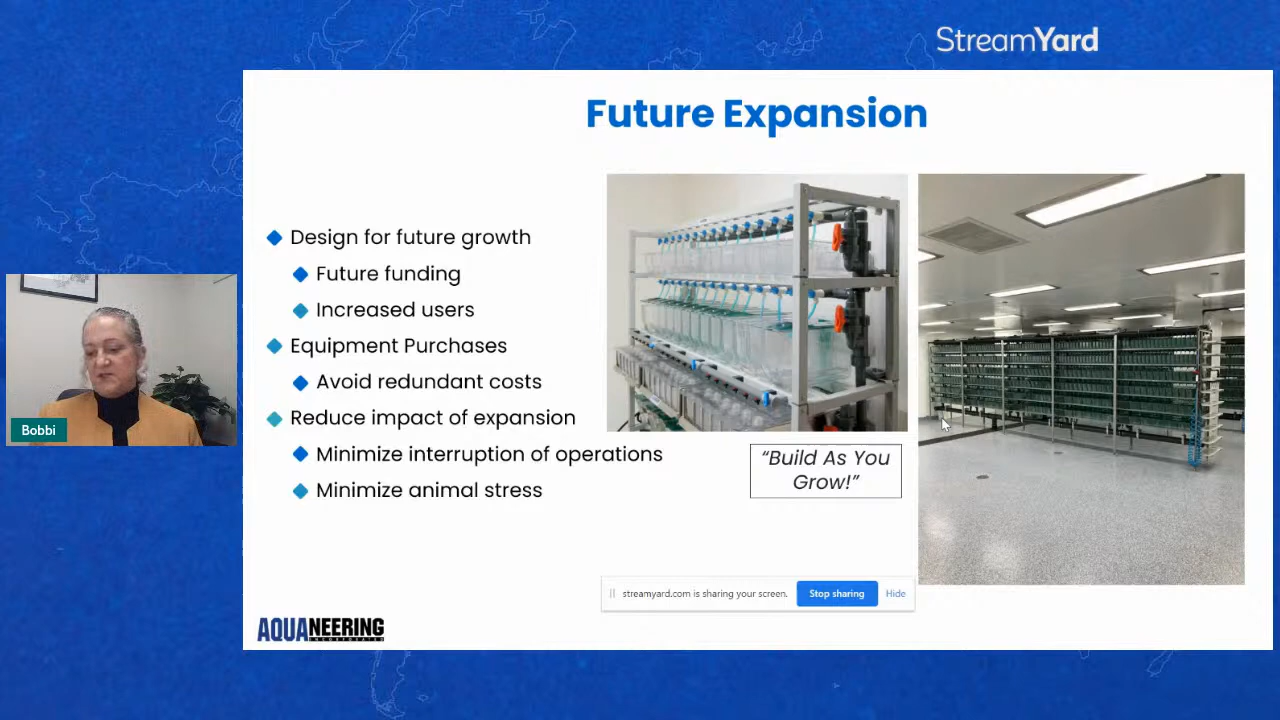 StreamYard
Future Expansion
Design for future growth
Future funding
Increased users
Equipment Purchases
Avoid redundant costs
Reduce impact of expansion
Minimize interruption of operations
Minimize animal stress
“Build As You
Grow!”
Bobbi
streamyard.com is sharing your screen.
Stop sharing
Hide
AQUANEERING
INCORPORATED